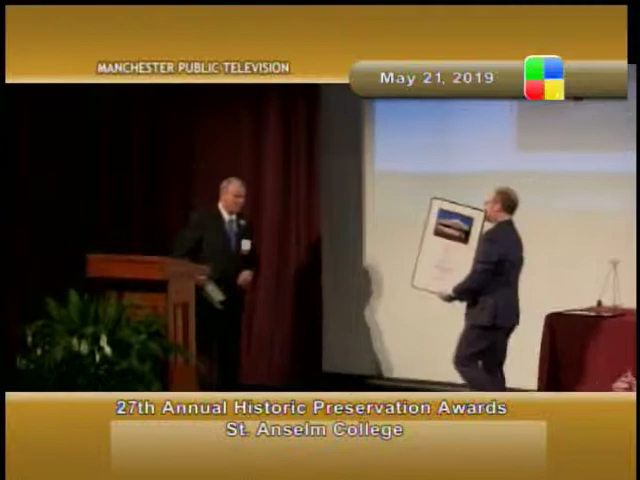 MANCHESTER PUBLIC TELEVISION
May 21, 2019
27th Annual Historic Preservation Awards
St. Anselm College